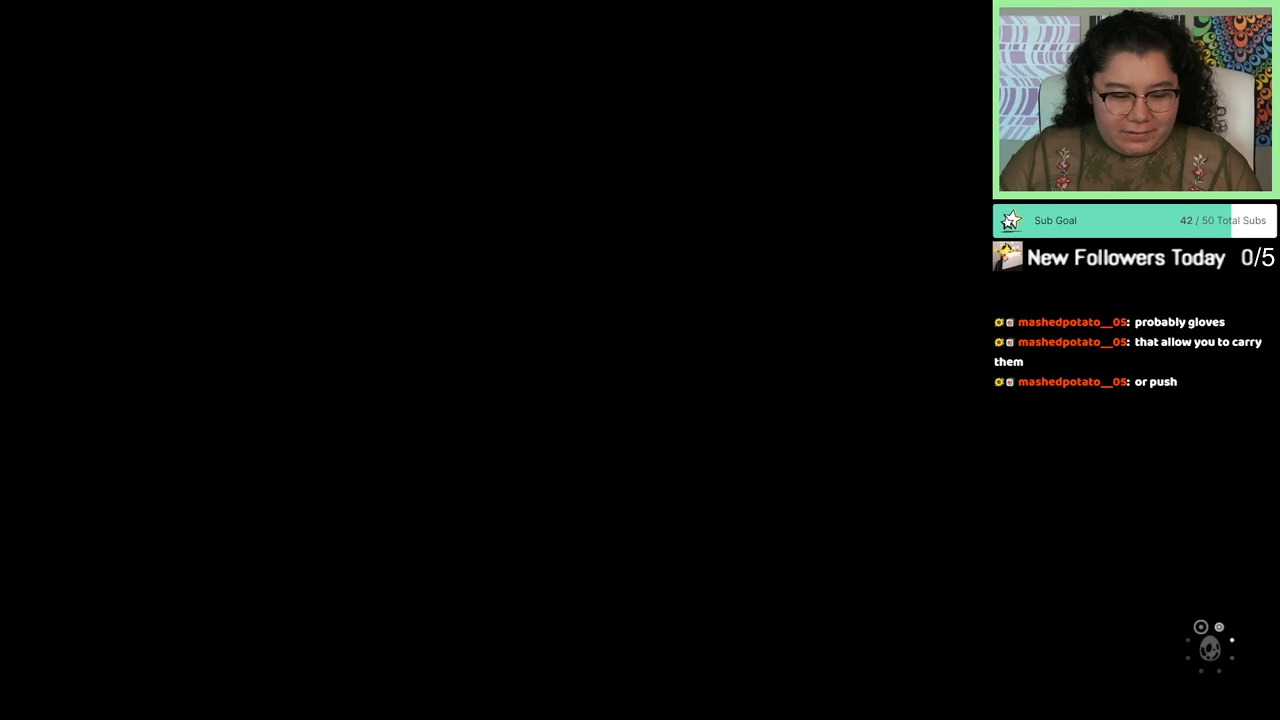 Sub Goal 42 / 50 Total Subs
New Followers Today 0/5
mashedpotato__05: probably gloves
mashedpotato__05: that allow you to carry
them
mashedpotato__05: or push